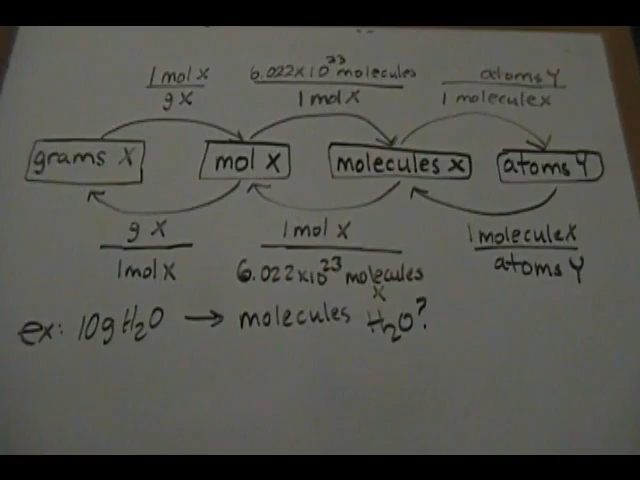 1 mol X 6.022x10^23 molecules atoms Y
g X 1 mol X 1 molecule x
grams X mol X molecules x atoms Y
g X 1 mol X 1 molecule X
1 mol X 6.022x10^23 molecules atoms Y
X
ex: 10g H2O → molecules H2O?